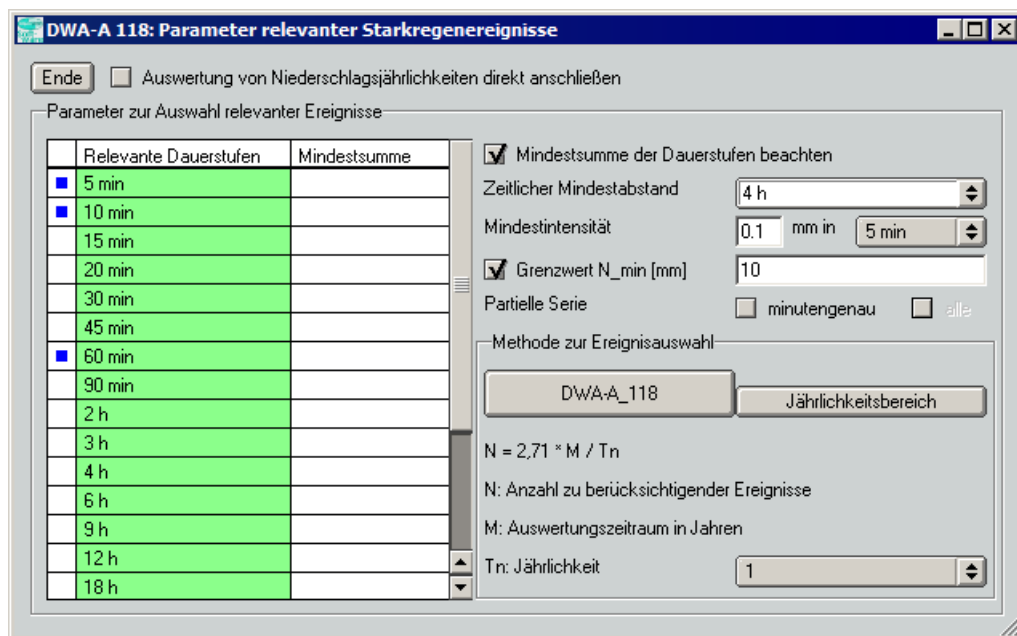 DWA-A 118: Parameter relevanter Starkregenereignisse
Ende Auswertung von Niederschlagsjährlichkeiten direkt anschließen
Parameter zur Auswahl relevanter Ereignisse
Relevante Dauerstufen Mindestsumme
5 min
10 min
15 min
20 min
30 min
45 min
60 min
90 min
2 h
3 h
4 h
6 h
9 h
12 h
18 h
Mindestsumme der Dauerstufen beachten
Zeitlicher Mindestabstand 4 h
Mindestintensität 0.1 mm in 5 min
Grenzwert N_min [mm] 10
Partielle Serie minutengenau alle
Methode zur Ereignisauswahl
DWA-A_118 Jährlichkeitsbereich
N = 2,71 * M / Tn
N: Anzahl zu berücksichtigender Ereignisse
M: Auswertungszeitraum in Jahren
Tn: Jährlichkeit 1